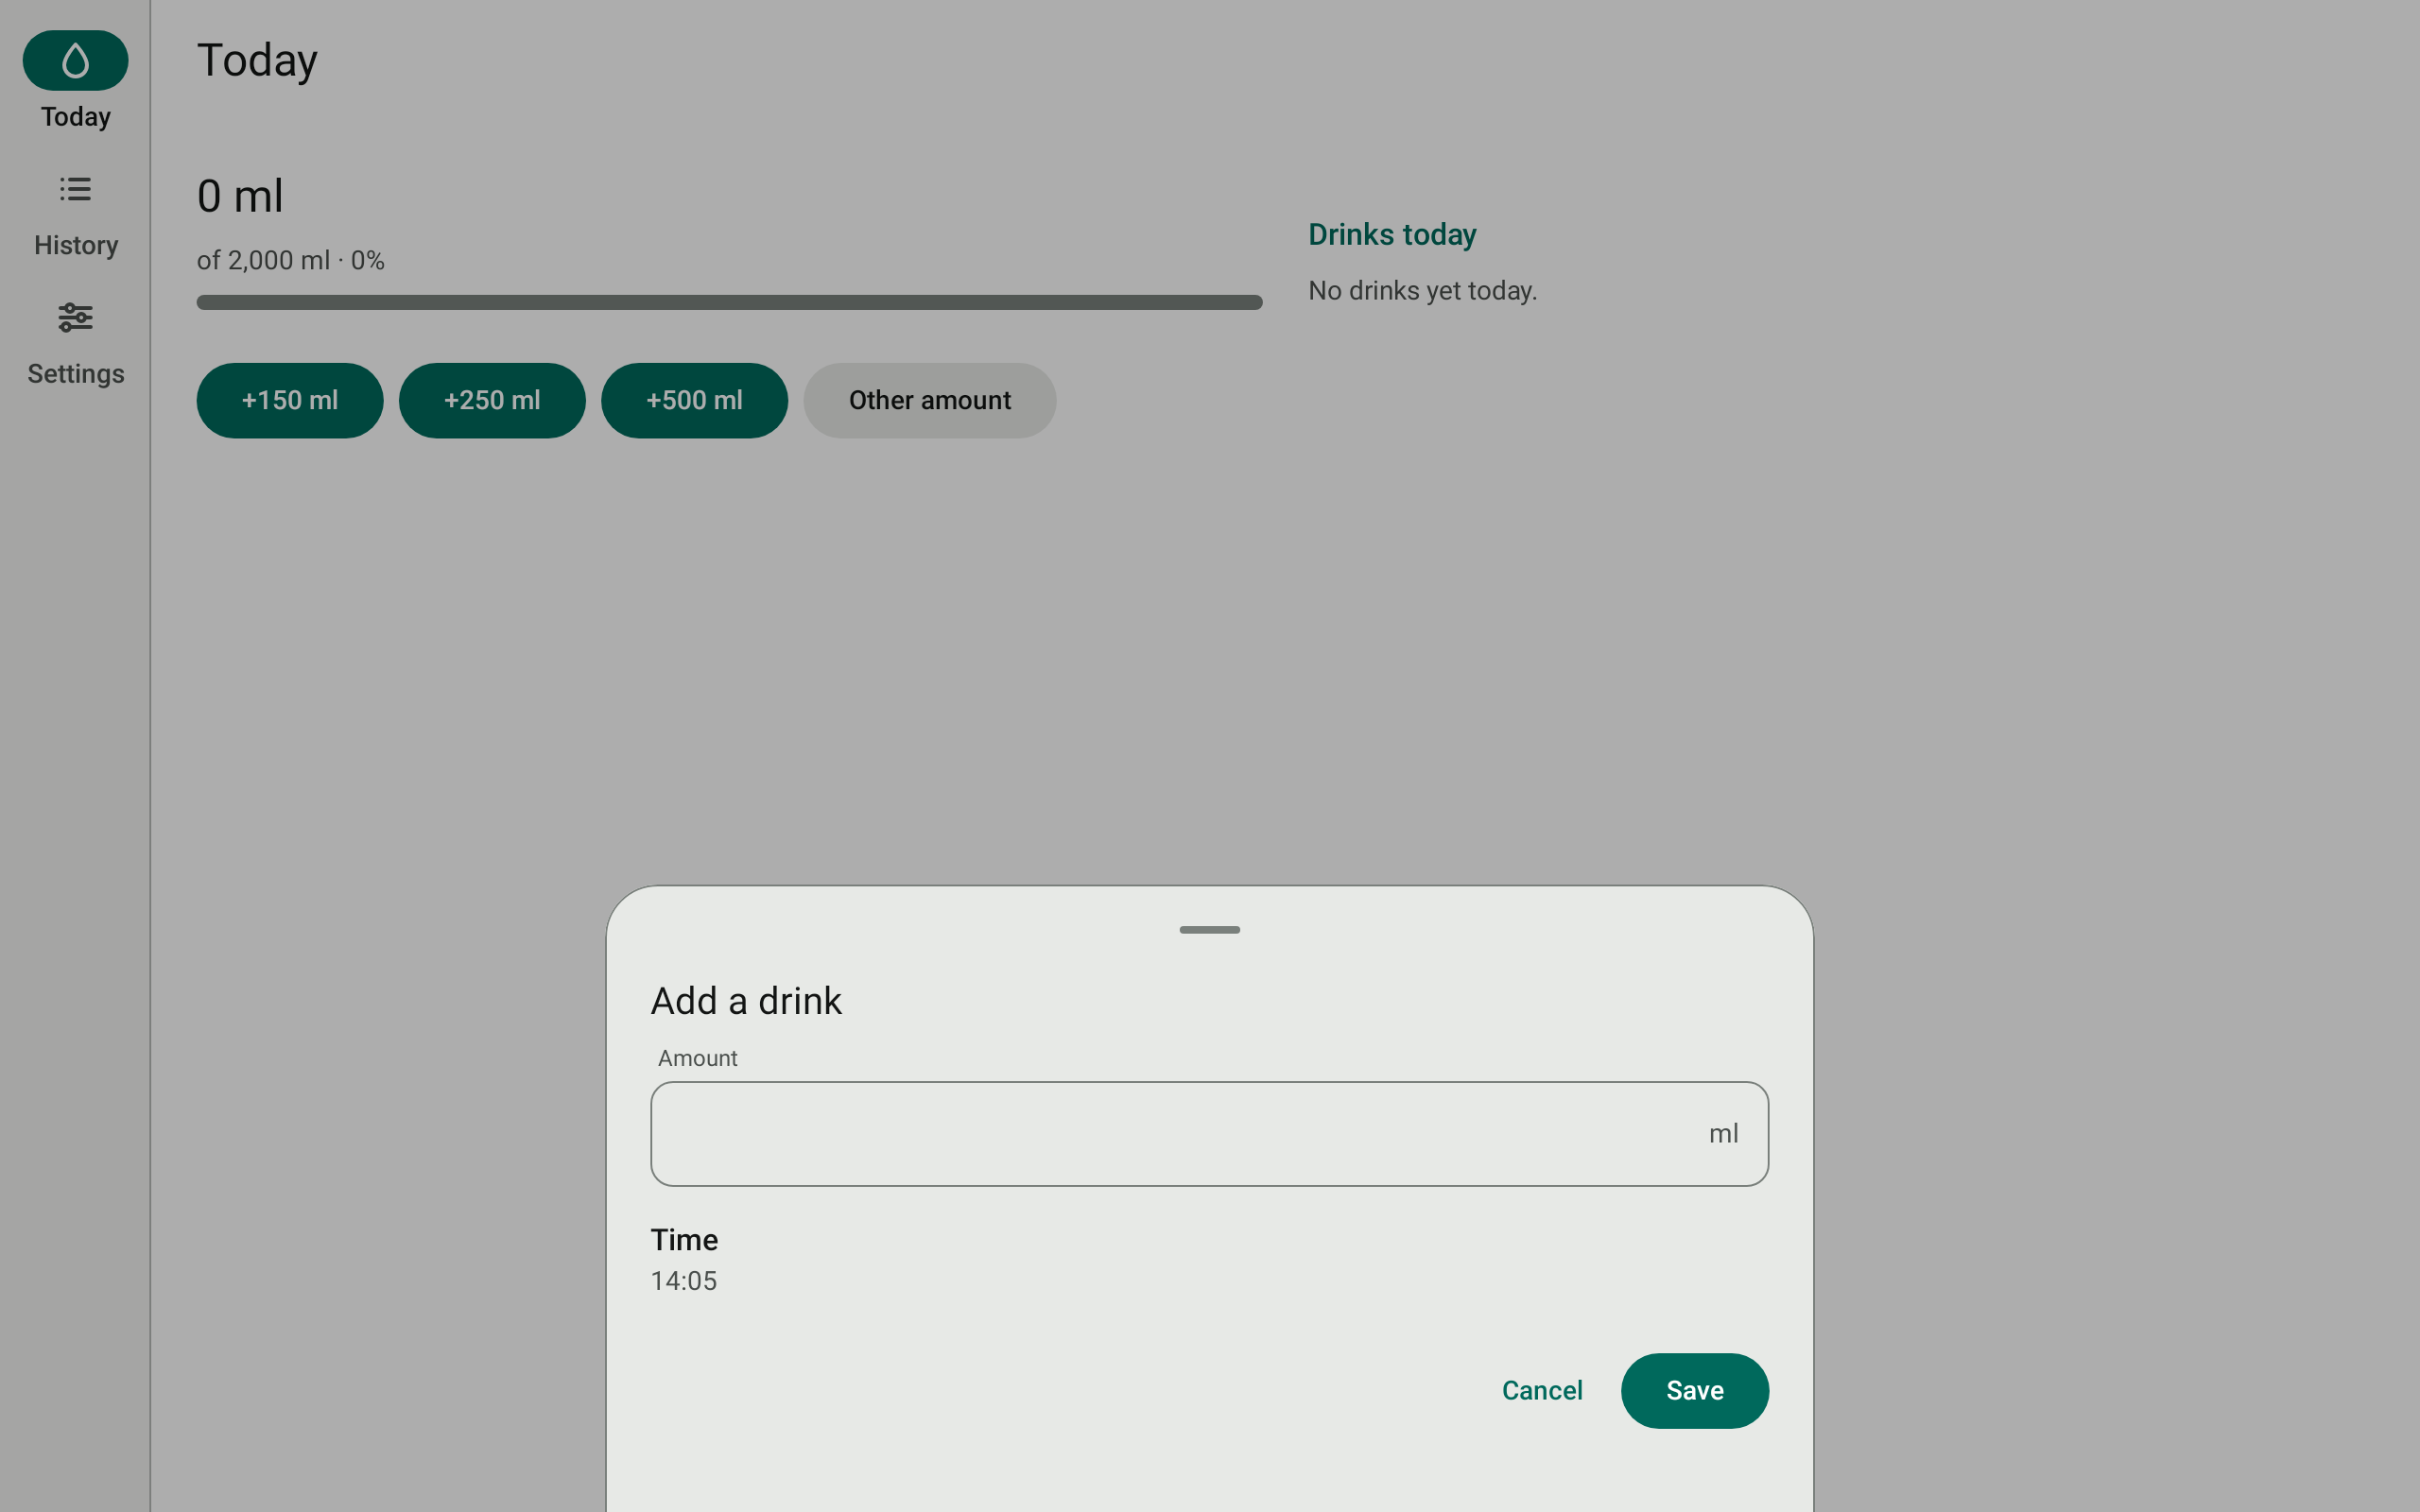 Today
History
Settings
Today
0 ml
of 2,000 ml · 0%
+150 ml
+250 ml
+500 ml
Other amount
Drinks today
No drinks yet today.
Add a drink
Amount
ml
Time
14:05
Cancel
Save